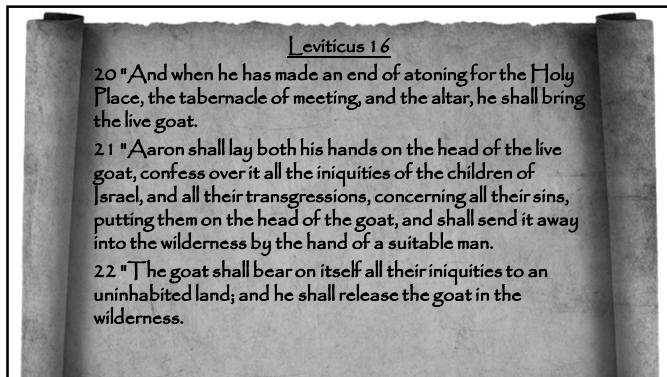 Leviticus 16
20 "And when he has made an end of atoning for the Holy
Place, the tabernacle of meeting, and the altar, he shall bring
the live goat.
21 "Aaron shall lay both his hands on the head of the live
goat, confess over it all the iniquities of the children of
Israel, and all their transgressions, concerning all their sins,
putting them on the head of the goat, and shall send it away
into the wilderness by the hand of a suitable man.
22 "The goat shall bear on itself all their iniquities to an
uninhabited land; and he shall release the goat in the
wilderness.